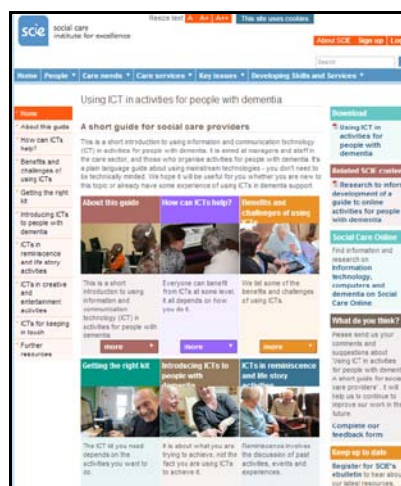 Resize text: A A+ A++ This site uses cookies
scie social care
institute for excellence
About SCIE Sign up
Search
Home People Care needs Care services Key issues Developing Skills and Services
Using ICT in activities for people with dementia
A short guide for social care providers
This is a short introduction to using information and communication technology
(ICT) in activities for people with dementia. It is aimed at managers and staff in
the care sector, and those who organise activities for people with dementia. It's
a plain language guide about using mainstream technologies - you don't need to
be technically minded. We hope it will be useful for you whether you are new to
this topic or already have some experience of using ICTs in dementia support.
Home
About this guide
How can ICTs
help?
Benefits and
challenges of
using ICTs
Getting the right
kit
Introducing ICTs
to people with
dementia
ICTs in
reminiscence
and life story
activities
ICTs in creative
and
entertainment
activities
ICTs for keeping
in touch
Further
resources
About this guide
This is a short
introduction to using
information and
communication
technology (ICT) in
activities for people with
dementia
more
How can ICTs help?
Everyone can benefit
from ICTs at some level.
It all depends on how
you do it.
more
Benefits and
challenges of using
ICTs
We list some of the
benefits and challenges
of using ICTs.
more
Getting the right kit
The ICT kit you need
depends on the
activities you want to
do.
Introducing ICTs to
people with
dementia
It is about what you are
trying to achieve, not the
fact you are using ICTs
to achieve it.
ICTs in reminiscence
and life story
activities
Reminiscence involves
the discussion of past
activities, events and
experiences.
Download
Using ICT in
activities for
people with
dementia
Related SCIE
Research to
development of a
guide to online
activities for people
with dementia
Social Care Online
Find information and
research on
information
technology,
computers and
dementia on Social
Care Online
What do you think?
Please send us your
comments and
suggestions about
'Using ICT in activities
for people with
A short guide for social
care providers'. It will
help us to continue to
improve our work in the
future.
Complete our
feedback form
Keep up to date
Register for SCIE's
ebulletin to hear about
our latest resources.